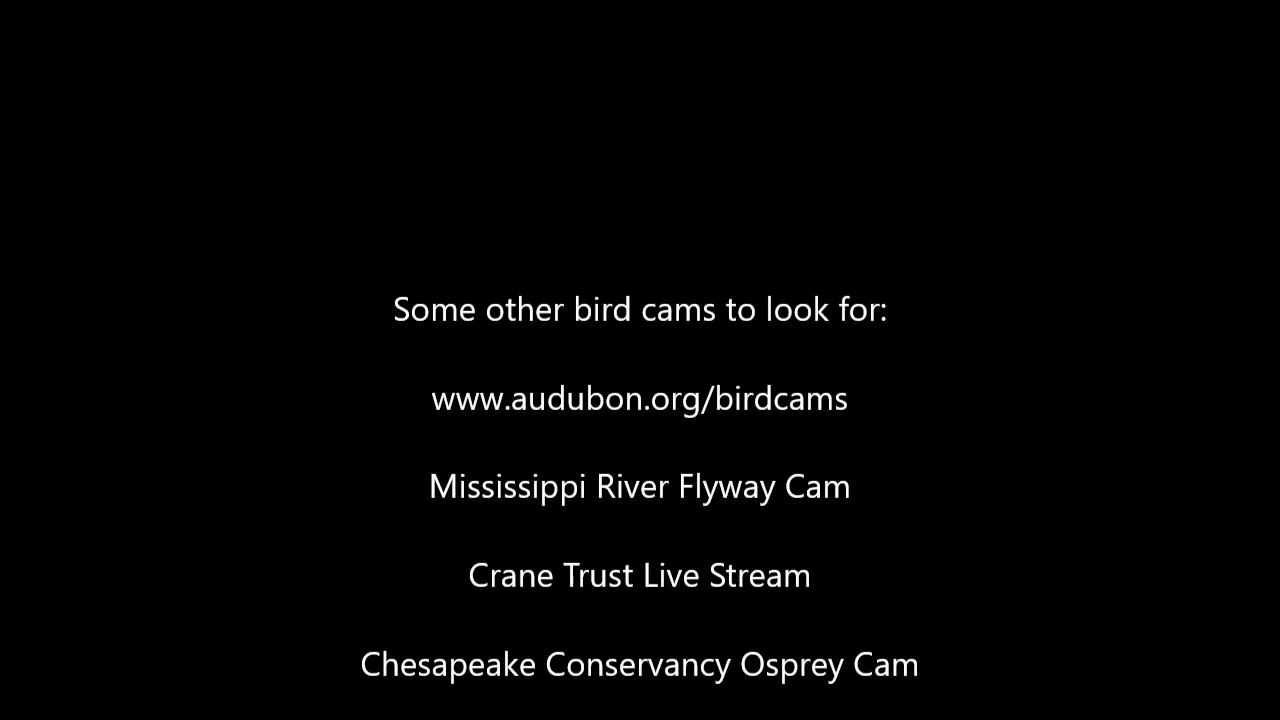 Some other bird cams to look for:
www.audubon.org/birdcams
Mississippi River Flyway Cam
Crane Trust Live Stream
Chesapeake Conservancy Osprey Cam